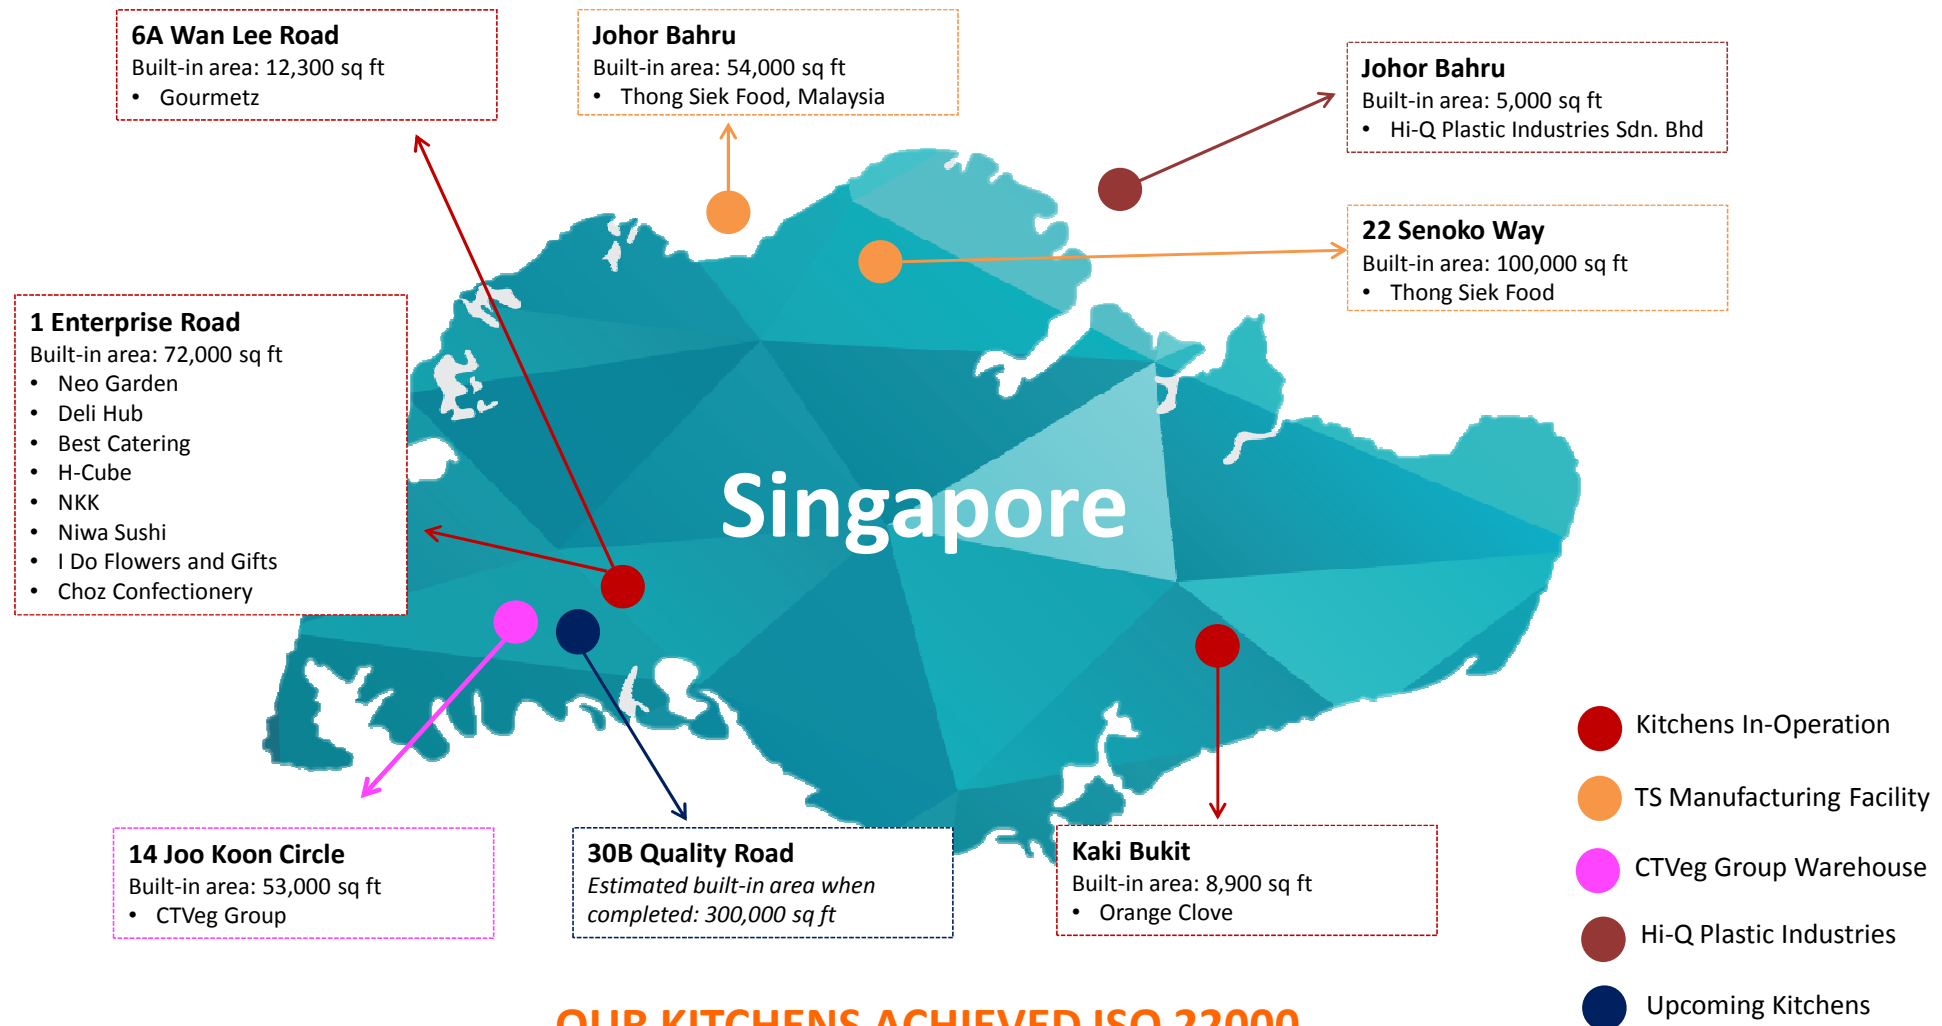 6A Wan Lee Road
Built-in area: 12,300 sq ft
• Gourmetz
Johor Bahru
Built-in area: 54,000 sq ft
• Thong Siek Food, Malaysia
Johor Bahru
Built-in area: 5,000 sq ft
• Hi-Q Plastic Industries Sdn. Bhd
22 Senoko Way
Built-in area: 100,000 sq ft
• Thong Siek Food
1 Enterprise Road
Built-in area: 72,000 sq ft
• Neo Garden
• Deli Hub
• Best Catering
• H-Cube
• NKK
• Niwa Sushi
• I Do Flowers and Gifts
• Choz Confectionery
Singapore
14 Joo Koon Circle
Built-in area: 53,000 sq ft
• CTVeg Group
30B Quality Road
Estimated built-in area when
completed: 300,000 sq ft
Kaki Bukit
Built-in area: 8,900 sq ft
• Orange Clove
Kitchens In-Operation
TS Manufacturing Facility
CTVeg Group Warehouse
Hi-Q Plastic Industries
Upcoming Kitchens
OUR KITCHENS ACHIEVED ISO 22000